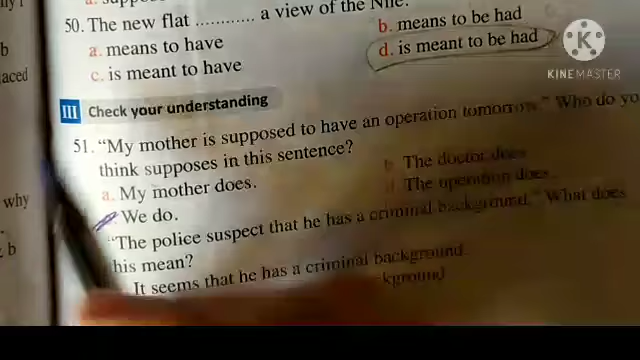 50. The new flat ............ a view of the Nile.
a. means to have
b. means to be had
c. is meant to have
d. is meant to be had
KINEMASTER
III Check your understanding
51. "My mother is supposed to have an operation tomorrow." Who do yo
think supposes in this sentence?
a. My mother does.
b The doctor does
We do.
d The operation does.
"The police suspect that he has a criminal background." What does
his mean?
It seems that he has a criminal background.
kground
aced
why
b
b